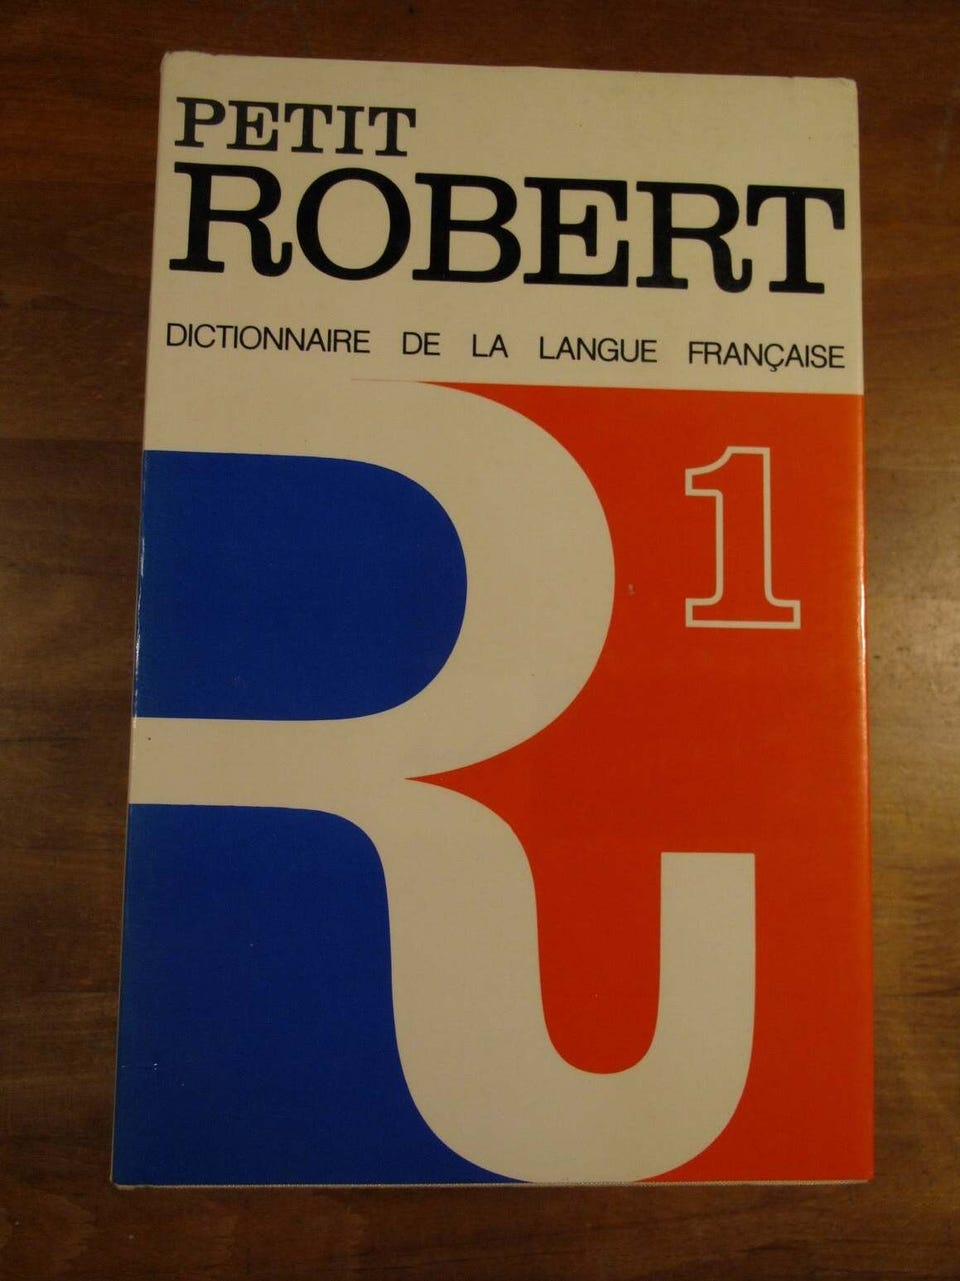 PETIT
ROBERT
DICTIONNAIRE DE LA LANGUE FRANÇAISE
1
R